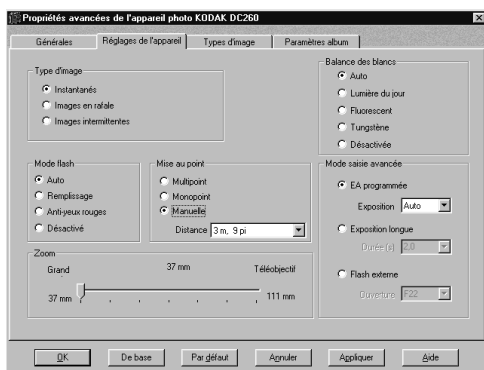 Propriétés avancées de l'appareil photo KODAK DC260
Générales
Réglages de l'appareil
Types d'image
Paramètres album
Type d'image
Instantanés
Images en rafale
Images intermittentes
Balance des blancs
Auto
Lumière du jour
Fluorescent
Tungstène
Désactivée
Mode flash
Auto
Remplissage
Anti-yeux rouges
Désactivé
Mise au point
Multipoint
Monopoint
Manuelle
Distance 3 m, 9 pi
Mode saisie avancée
EA programmée
Exposition Auto
Exposition longue
Durée (s) 2,0
Flash externe
Ouverture F22
Zoom
Grand 37 mm Téléobjectif
37 mm 111 mm
OK
De base
Par défaut
Annuler
Appliquer
Aide